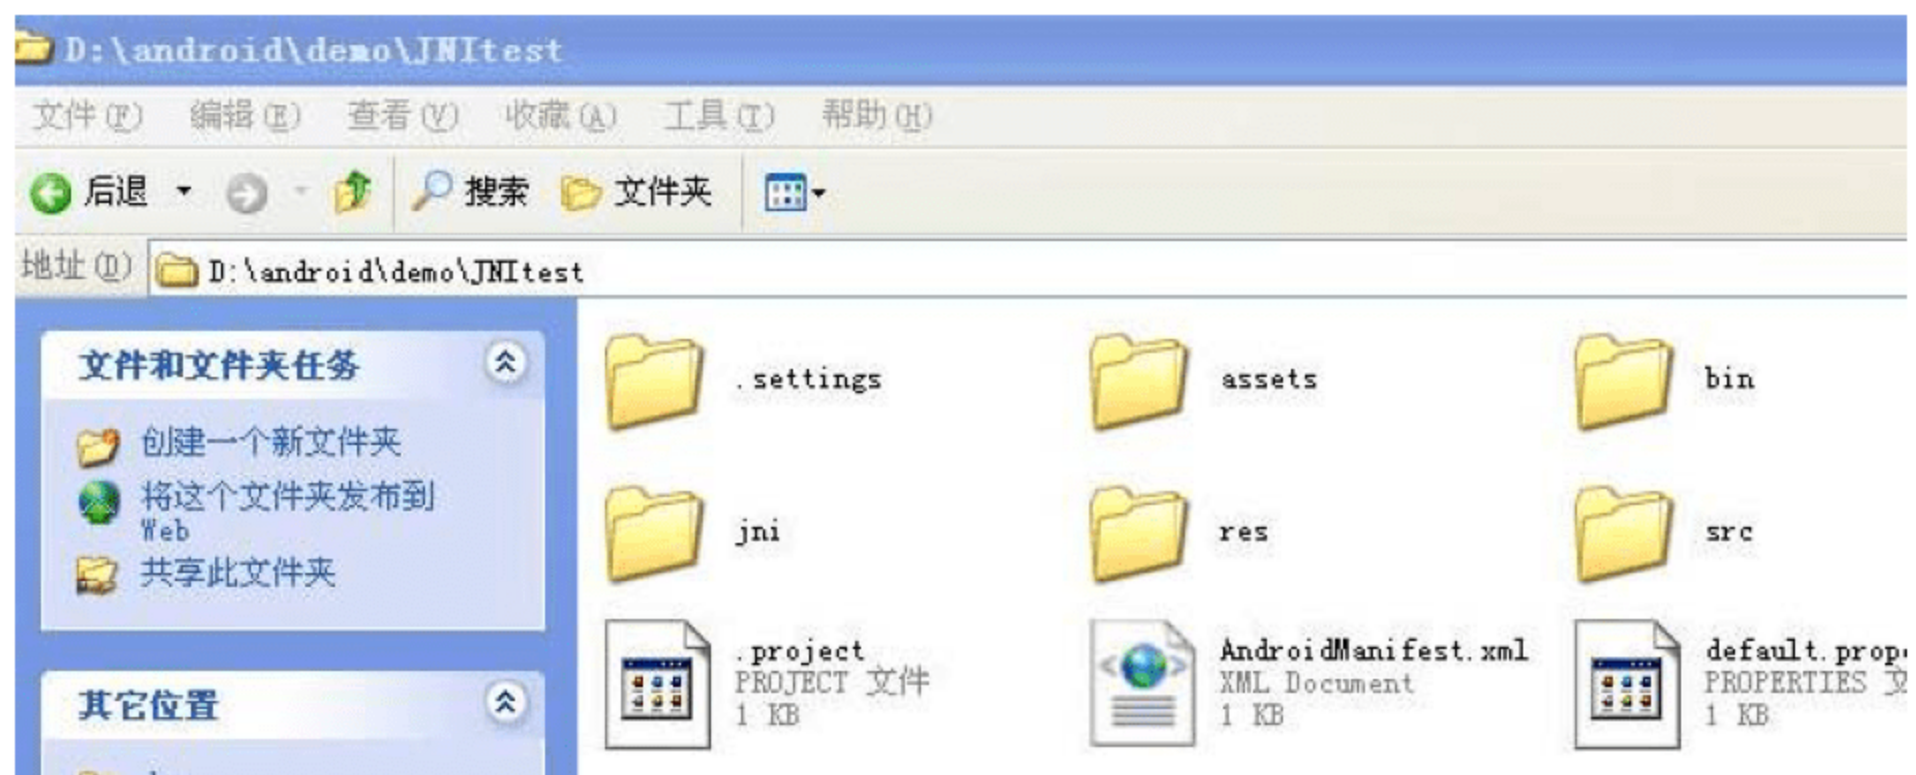 D:\android\demo\JNItest
文件(F) 编辑(E) 查看(V) 收藏(A) 工具(T) 帮助(H)
后退 搜索 文件夹
地址(D) D:\android\demo\JNItest
文件和文件夹任务
创建一个新文件夹
将这个文件夹发布到
Web
共享此文件夹
其它位置
.settings assets bin
jni res src
.project AndroidManifest.xml default.prop
PROJECT 文件 XML Document PROPERTIES 文
1 KB 1 KB 1 KB